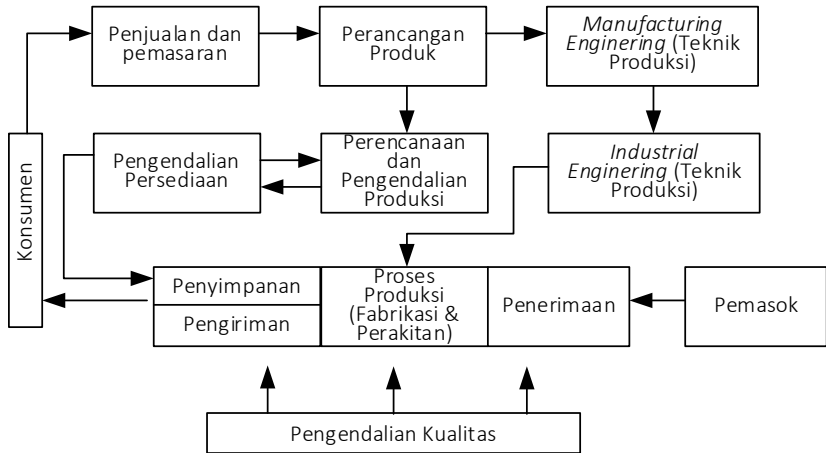 Penjualan dan
pemasaran
Perancangan
Produk
Manufacturing
Enginering (Teknik
Produksi)
Konsumen
Pengendalian
Persediaan
Perencanaan
dan
Pengendalian
Produksi
Industrial
Enginering (Teknik
Produksi)
Penyimpanan
Pengiriman
Proses
Produksi
(Fabrikasi &
Perakitan)
Penerimaan
Pemasok
Pengendalian Kualitas